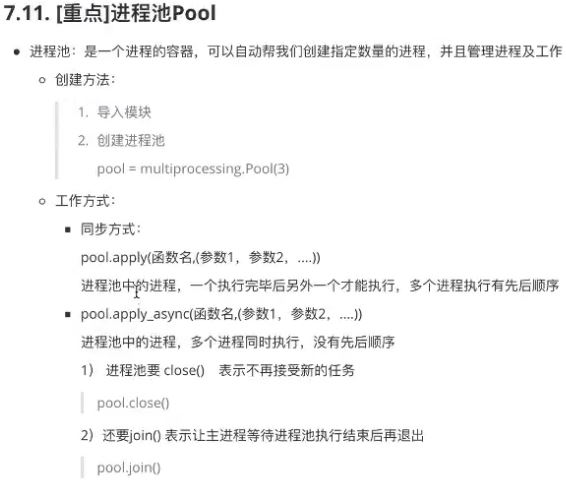 7.11. [重点]进程池Pool
进程池：是一个进程的容器，可以自动帮我们创建指定数量的进程，并且管理进程及工作
创建方法：
1. 导入模块
2. 创建进程池
pool = multiprocessing.Pool(3)
工作方式：
同步方式：
pool.apply(函数名,(参数1，参数2，....))
进程池中的进程，一个执行完毕后另外一个才能执行，多个进程执行有先后顺序
pool.apply_async(函数名,(参数1，参数2，....))
进程池中的进程，多个进程同时执行，没有先后顺序
1） 进程池要 close() 表示不再接受新的任务
pool.close()
2）还要join() 表示让主进程等待进程池执行结束后再退出
pool.join()